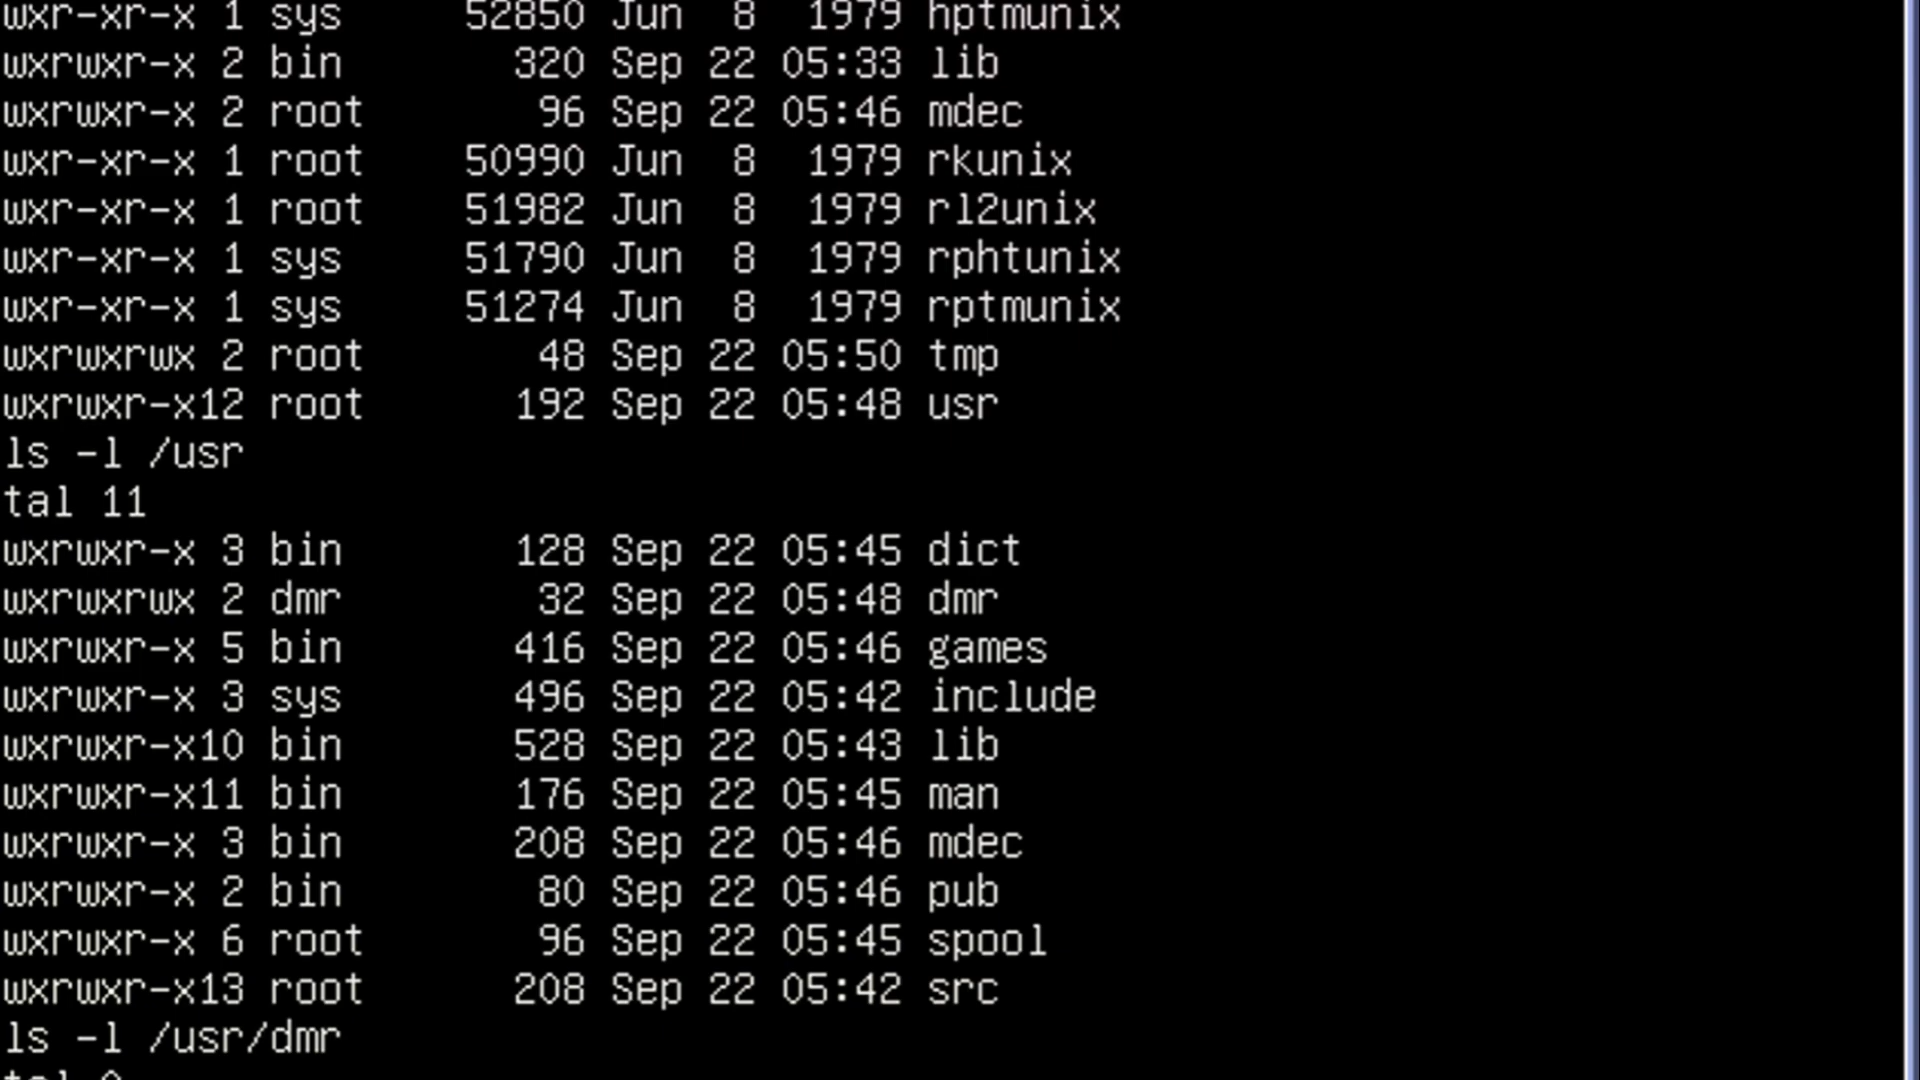 wxr-xr-x 1 sys     52850 Jun  8  1979 hptmunix
wxrwxr-x 2 bin       320 Sep 22 05:33 lib
wxrwxr-x 2 root       96 Sep 22 05:46 mdec
wxr-xr-x 1 root    50990 Jun  8  1979 rkunix
wxr-xr-x 1 root    51982 Jun  8  1979 rl2unix
wxr-xr-x 1 sys     51790 Jun  8  1979 rphtunix
wxr-xr-x 1 sys     51274 Jun  8  1979 rptmunix
wxrwxrwx 2 root       48 Sep 22 05:50 tmp
wxrwxr-x12 root      192 Sep 22 05:48 usr
ls -l /usr
tal 11
wxrwxr-x 3 bin       128 Sep 22 05:45 dict
wxrwxrwx 2 dmr        32 Sep 22 05:48 dmr
wxrwxr-x 5 bin       416 Sep 22 05:46 games
wxrwxr-x 3 sys       496 Sep 22 05:42 include
wxrwxr-x10 bin       528 Sep 22 05:43 lib
wxrwxr-x11 bin       176 Sep 22 05:45 man
wxrwxr-x 3 bin       208 Sep 22 05:46 mdec
wxrwxr-x 2 bin        80 Sep 22 05:46 pub
wxrwxr-x 6 root       96 Sep 22 05:45 spool
wxrwxr-x13 root      208 Sep 22 05:42 src
ls -l /usr/dmr